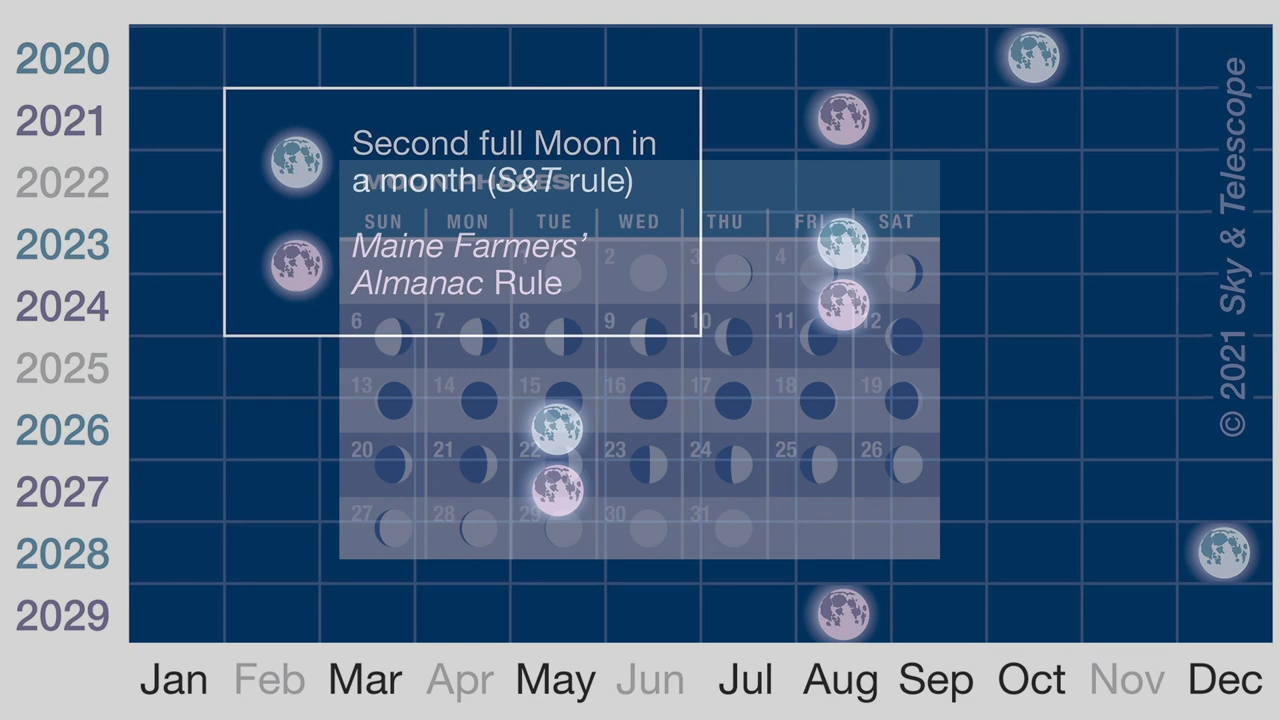 2020
2021
2022
2023
2024
2025
2026
2027
2028
2029
Second full Moon in
a month (S&T rule)
Maine Farmers’
Almanac Rule
MOON PHASES
SUN MON TUE WED THU FRI SAT
2 3 4
6 7 8 9 10 11 12
13 14 15 16 17 18 19
20 21 22 23 24 25 26
27 28 29 30 31
© 2021 Sky & Telescope
Jan Feb Mar Apr May Jun Jul Aug Sep Oct Nov Dec